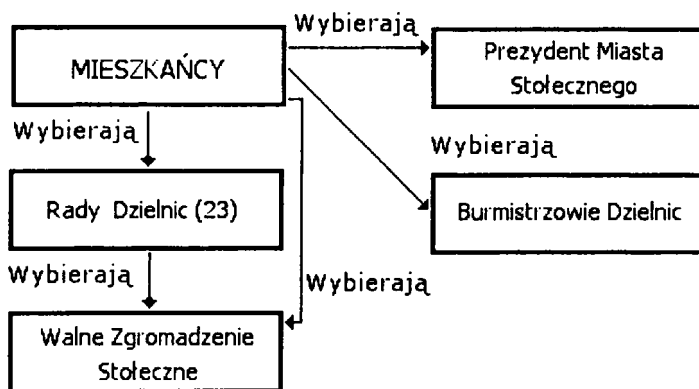 Wybierają
MIESZKAŃCY
Prezydent Miasta
Stołecznego
Wybierają
Wybierają
Rady Dzielnic (23)
Burmistrzowie Dzielnic
Wybierają
Wybierają
Walne Zgromadzenie
Stołeczne